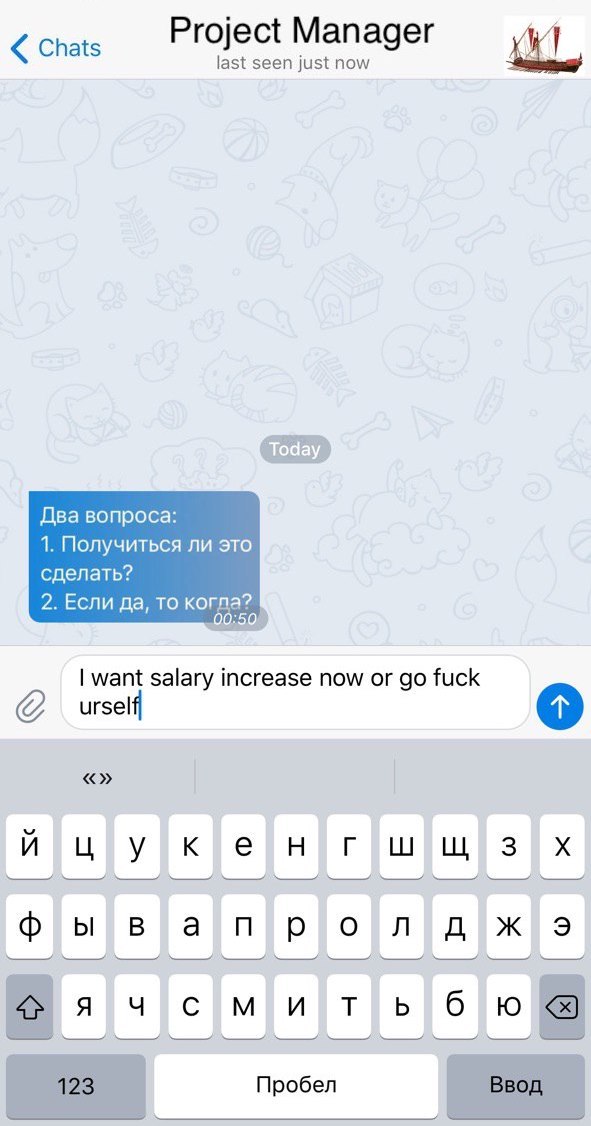 Project Manager
Chats
last seen just now
Today
Два вопроса:
1. Получиться ли это
сделать?
2. Если да, то когда?
00:50
I want salary increase now or go fuck
urself
«»
й ц у к е н г ш щ з х
ф ы в а п р о л д ж э
я ч с м и т ь б ю
123 Пробел Ввод